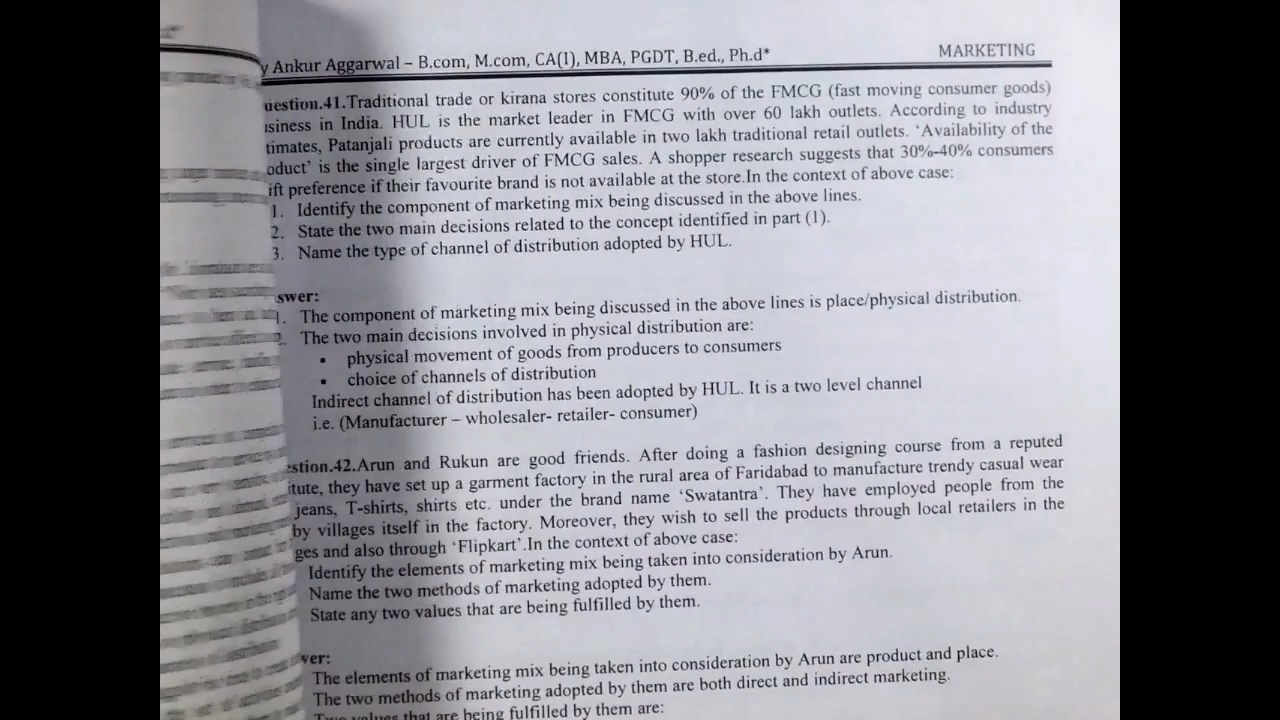 y Ankur Aggarwal – B.com, M.com, CA(I), MBA, PGDT, B.ed., Ph.d* MARKETING
uestion.41.Traditional trade or kirana stores constitute 90% of the FMCG (fast moving consumer goods)
siness in India. HUL is the market leader in FMCG with over 60 lakh outlets. According to industry
timates, Patanjali products are currently available in two lakh traditional retail outlets. 'Availability of the
oduct' is the single largest driver of FMCG sales. A shopper research suggests that 30%-40% consumers
ift preference if their favourite brand is not available at the store.In the context of above case:
1. Identify the component of marketing mix being discussed in the above lines.
2. State the two main decisions related to the concept identified in part (1).
3. Name the type of channel of distribution adopted by HUL.
swer:
1. The component of marketing mix being discussed in the above lines is place/physical distribution.
2. The two main decisions involved in physical distribution are:
• physical movement of goods from producers to consumers
• choice of channels of distribution
Indirect channel of distribution has been adopted by HUL. It is a two level channel
i.e. (Manufacturer – wholesaler- retailer- consumer)
estion.42.Arun and Rukun are good friends. After doing a fashion designing course from a reputed
itute, they have set up a garment factory in the rural area of Faridabad to manufacture trendy casual wear
jeans, T-shirts, shirts etc. under the brand name 'Swatantra'. They have employed people from the
by villages itself in the factory. Moreover, they wish to sell the products through local retailers in the
ges and also through 'Flipkart'.In the context of above case:
Identify the elements of marketing mix being taken into consideration by Arun.
Name the two methods of marketing adopted by them.
State any two values that are being fulfilled by them.
ver:
The elements of marketing mix being taken into consideration by Arun are product and place.
The two methods of marketing adopted by them are both direct and indirect marketing.
Two values that are being fulfilled by them are: